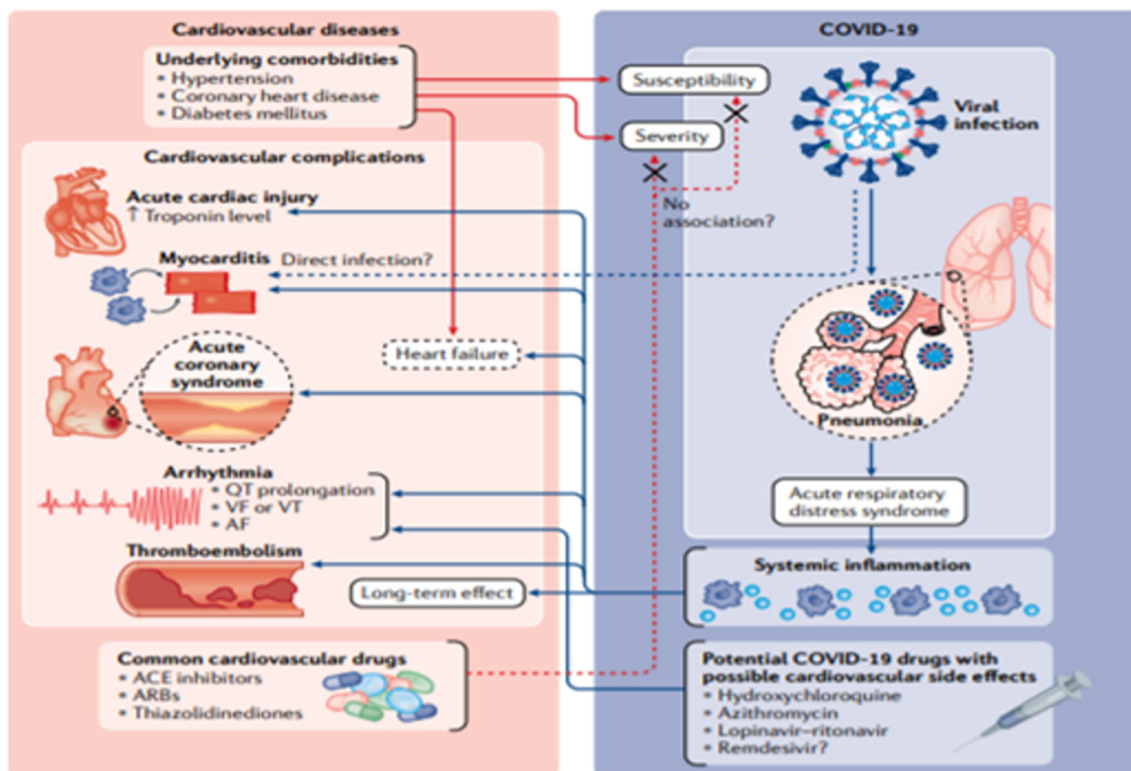 Cardiovascular diseases
Underlying comorbidities
• Hypertension
• Coronary heart disease
• Diabetes mellitus
Cardiovascular complications
Acute cardiac injury
↑ Troponin level
Myocarditis Direct infection?
Acute
coronary
syndrome
Heart failure
Arrhythmia
• QT prolongation
• VF or VT
• AF
Thromboembolism
Long-term effect
Common cardiovascular drugs
• ACE inhibitors
• ARBs
• Thiazolidinediones
COVID-19
Susceptibility
Severity
No
association?
Viral
infection
Pneumonia
Acute respiratory
distress syndrome
Systemic inflammation
Potential COVID-19 drugs with
possible cardiovascular side effects
• Hydroxychloroquine
• Azithromycin
• Lopinavir–ritonavir
• Remdesivir?